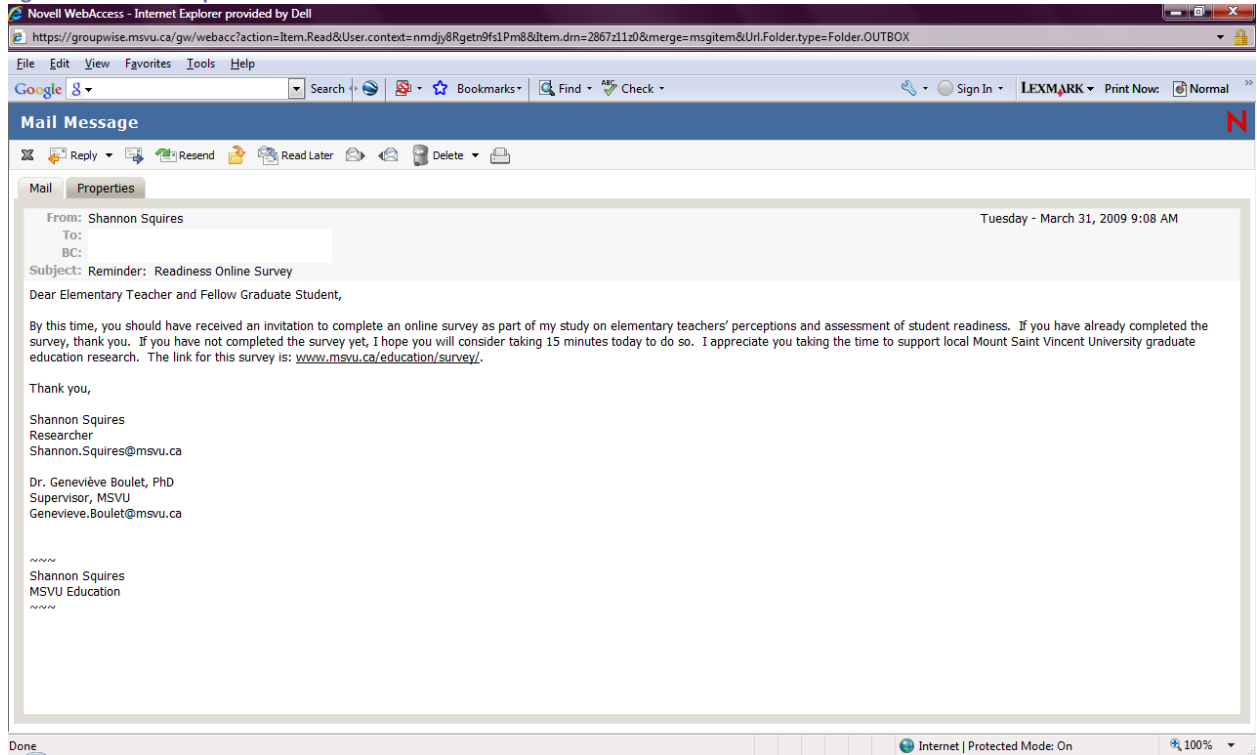 Novell WebAccess - Internet Explorer provided by Dell
https://groupwise.msvu.ca/gw/webacc?action=Item.Read&User.context=nmdjy8Rgetn9fs1Pm8&Item.drn=2867z11z0&merge=msgitem&Url.Folder.type=Folder.OUTBOX
File Edit View Favorites Tools Help
Google Search Bookmarks Find ABC Check Sign In LEXMARK Print Now: Normal
Mail Message N
Reply Resend Read Later Delete
Mail Properties
From: Shannon Squires Tuesday - March 31, 2009 9:08 AM
To:
BC:
Subject: Reminder: Readiness Online Survey
Dear Elementary Teacher and Fellow Graduate Student,
By this time, you should have received an invitation to complete an online survey as part of my study on elementary teachers' perceptions and assessment of student readiness. If you have already completed the
survey, thank you. If you have not completed the survey yet, I hope you will consider taking 15 minutes today to do so. I appreciate you taking the time to support local Mount Saint Vincent University graduate
education research. The link for this survey is: www.msvu.ca/education/survey/.
Thank you,
Shannon Squires
Researcher
Shannon.Squires@msvu.ca
Dr. Geneviève Boulet, PhD
Supervisor, MSVU
Genevieve.Boulet@msvu.ca
~~~
Shannon Squires
MSVU Education
~~~
Done Internet | Protected Mode: On 100%